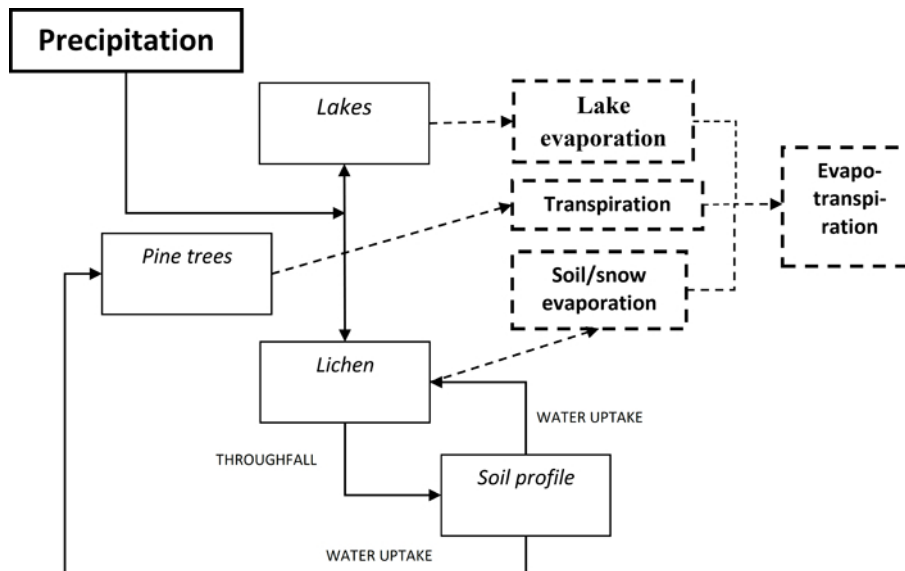 Precipitation
Lakes
Lake
evaporation
Evapo-
transpi-
ration
Transpiration
Pine trees
Soil/snow
evaporation
Lichen
WATER UPTAKE
THROUGHFALL
Soil profile
WATER UPTAKE